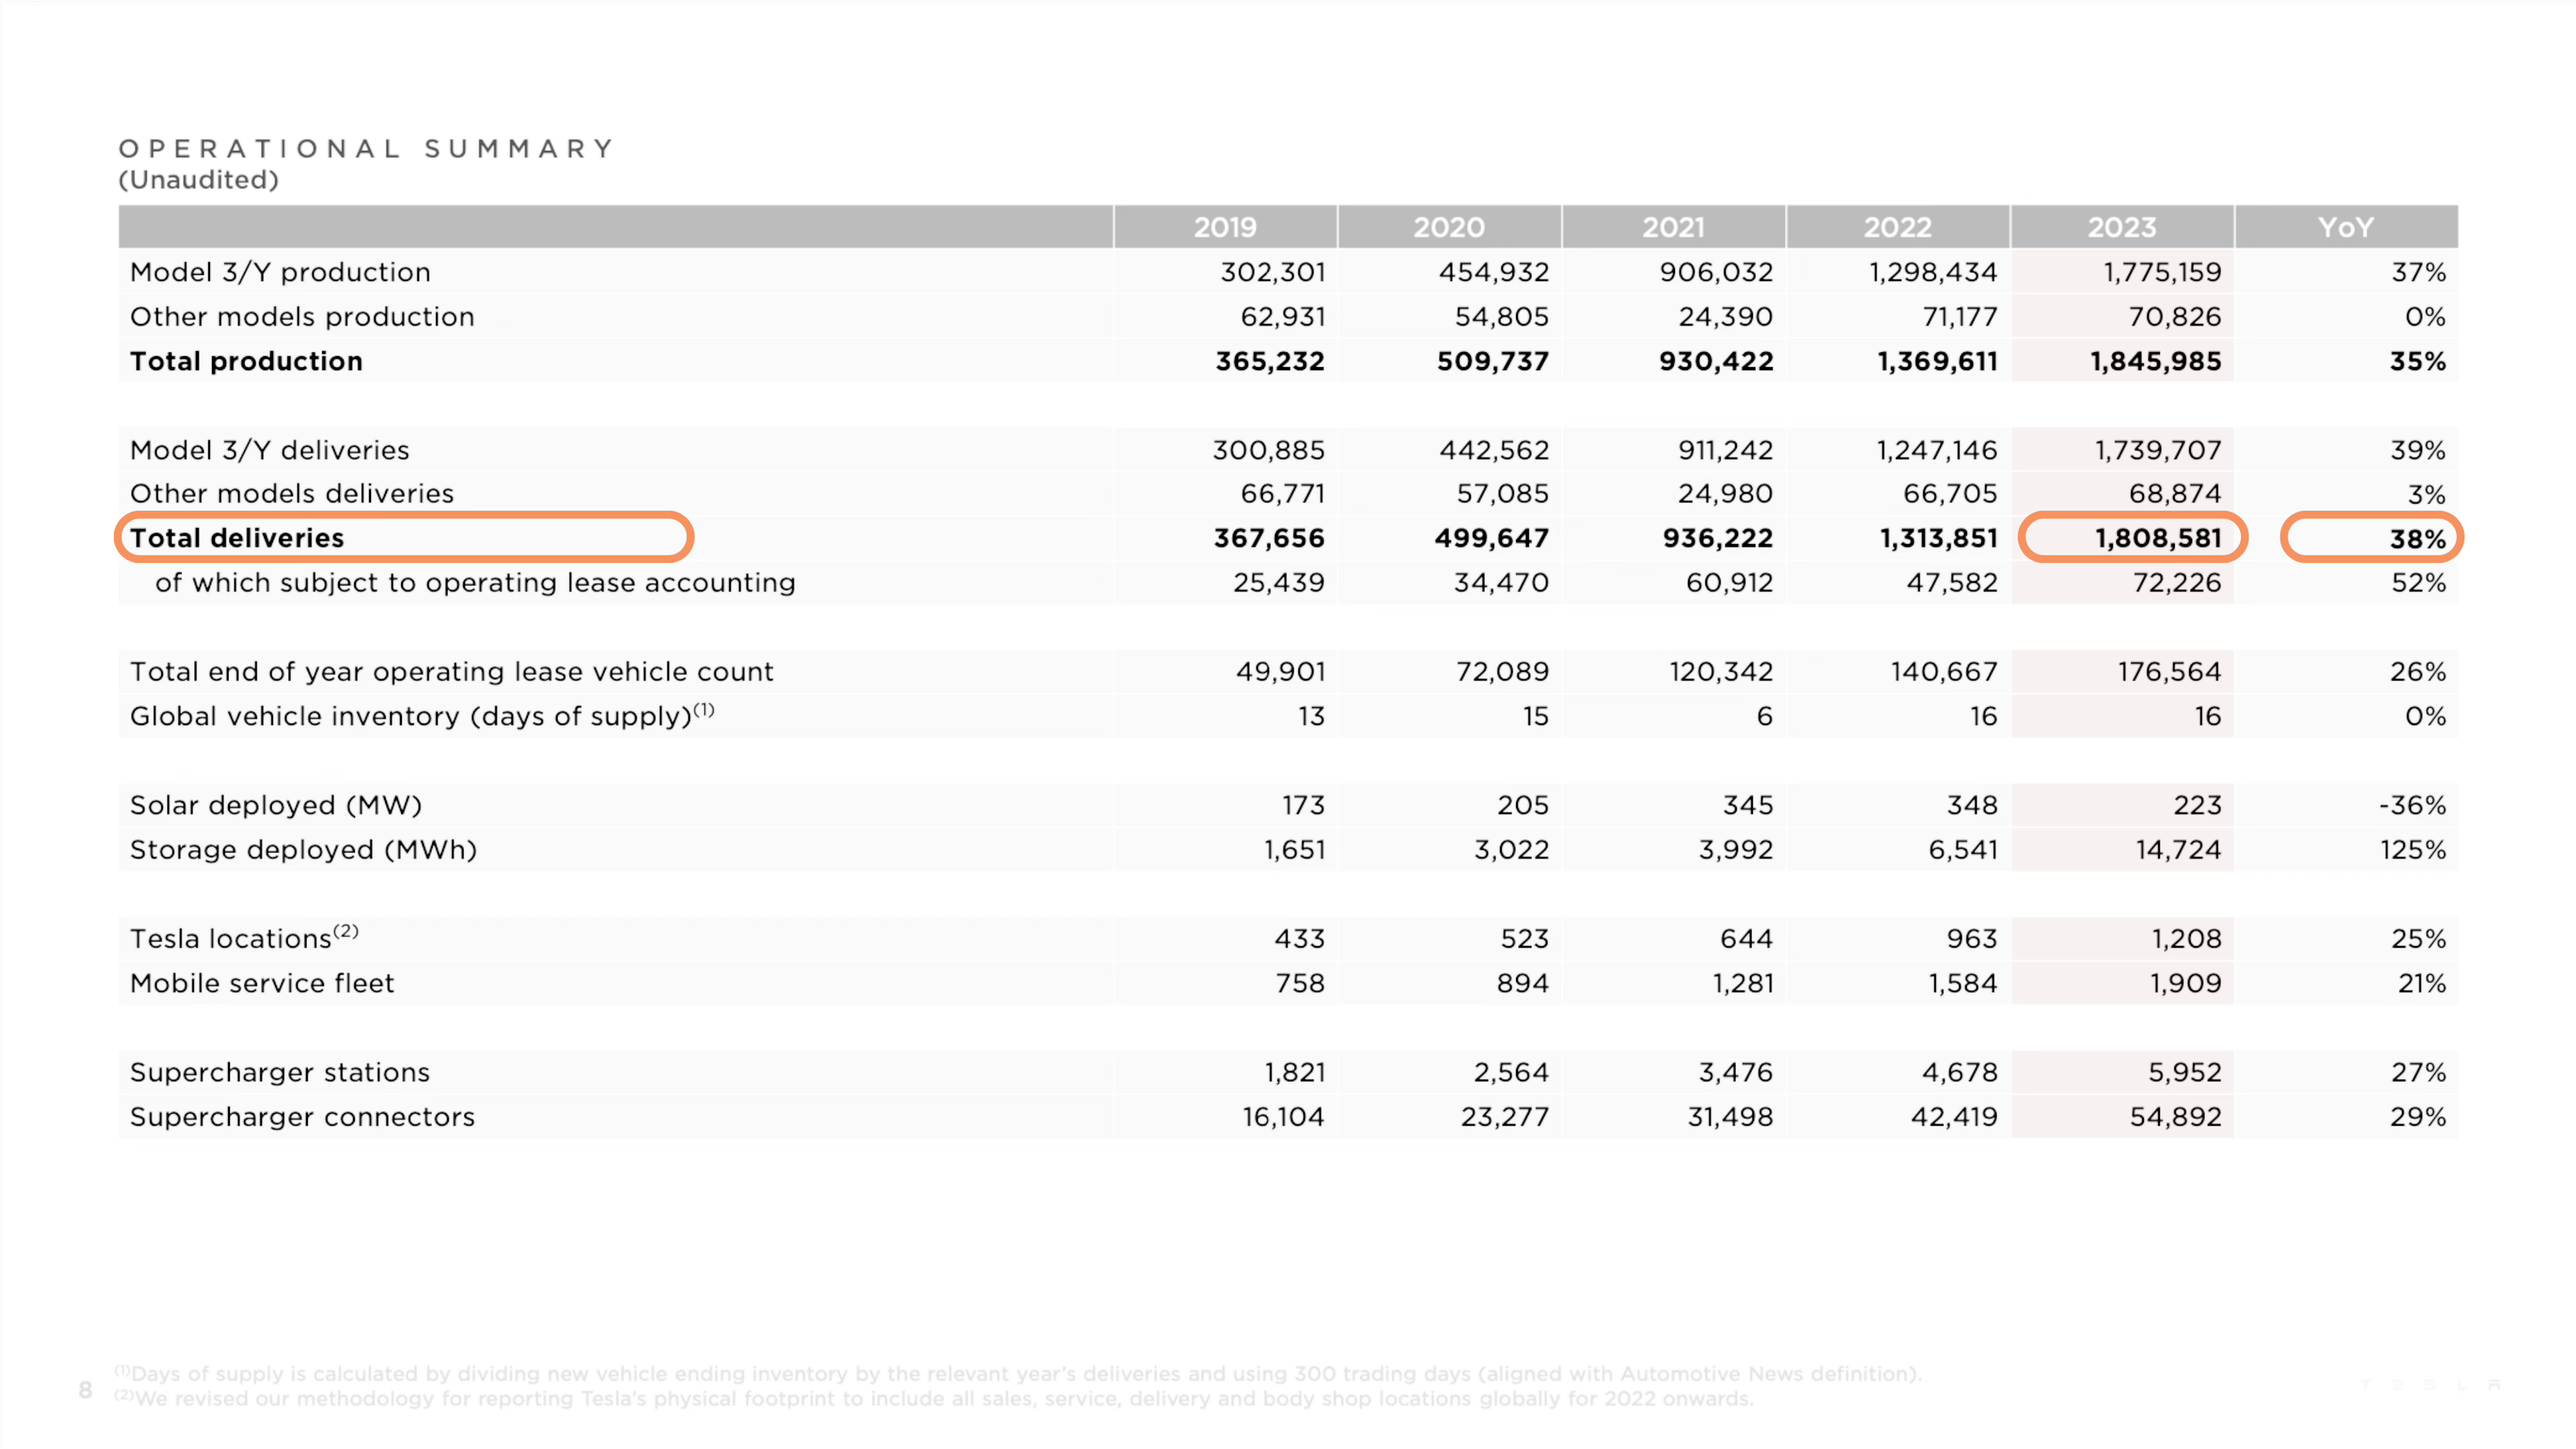 OPERATIONAL SUMMARY
(Unaudited)
2019 2020 2021 2022 2023 YoY
Model 3/Y production 302,301 454,932 906,032 1,298,434 1,775,159 37%
Other models production 62,931 54,805 24,390 71,177 70,826 0%
Total production 365,232 509,737 930,422 1,369,611 1,845,985 35%
Model 3/Y deliveries 300,885 442,562 911,242 1,247,146 1,739,707 39%
Other models deliveries 66,771 57,085 24,980 66,705 68,874 3%
Total deliveries 367,656 499,647 936,222 1,313,851 1,808,581 38%
of which subject to operating lease accounting 25,439 34,470 60,912 47,582 72,226 52%
Total end of year operating lease vehicle count 49,901 72,089 120,342 140,667 176,564 26%
Global vehicle inventory (days of supply)(1) 13 15 6 16 16 0%
Solar deployed (MW) 173 205 345 348 223 -36%
Storage deployed (MWh) 1,651 3,022 3,992 6,541 14,724 125%
Tesla locations(2) 433 523 644 963 1,208 25%
Mobile service fleet 758 894 1,281 1,584 1,909 21%
Supercharger stations 1,821 2,564 3,476 4,678 5,952 27%
Supercharger connectors 16,104 23,277 31,498 42,419 54,892 29%
(1)Days of supply is calculated by dividing new vehicle ending inventory by the relevant year's deliveries and using 300 trading days (aligned with Automotive News definition).
(2)We revised our methodology for reporting Tesla's physical footprint to include all sales, service, delivery and body shop locations globally for 2022 onwards.
8
TESLA